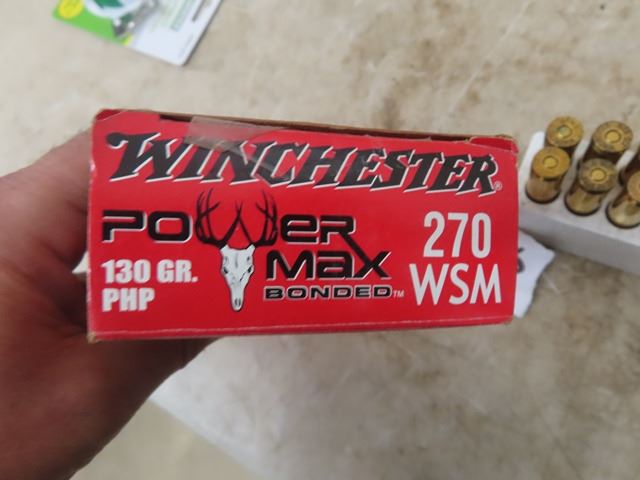 WINCHESTER®
POWER
MAX
BONDED™
130 GR.
PHP
270
WSM